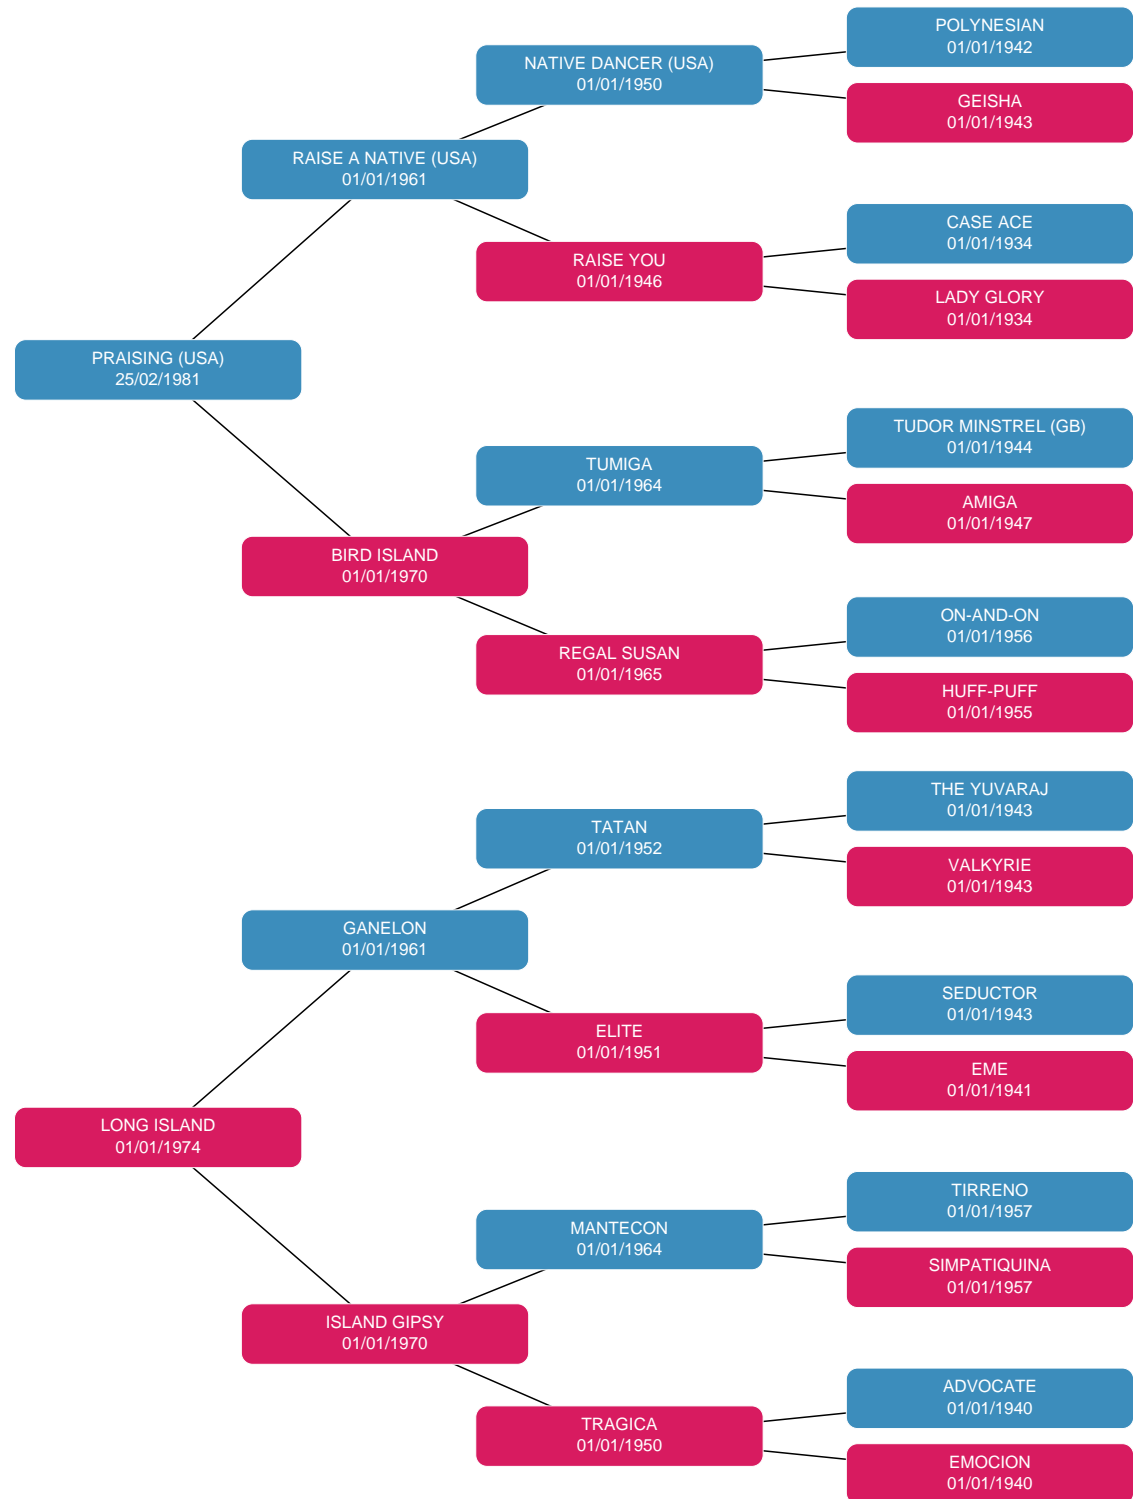 POLYNESIAN
01/01/1942
NATIVE DANCER (USA)
01/01/1950
GEISHA
01/01/1943
RAISE A NATIVE (USA)
01/01/1961
CASE ACE
01/01/1934
RAISE YOU
01/01/1946
LADY GLORY
01/01/1934
PRAISING (USA)
25/02/1981
TUDOR MINSTREL (GB)
01/01/1944
TUMIGA
01/01/1964
AMIGA
01/01/1947
BIRD ISLAND
01/01/1970
ON-AND-ON
01/01/1956
REGAL SUSAN
01/01/1965
HUFF-PUFF
01/01/1955
THE YUVARAJ
01/01/1943
TATAN
01/01/1952
VALKYRIE
01/01/1943
GANELON
01/01/1961
SEDUCTOR
01/01/1943
ELITE
01/01/1951
EME
01/01/1941
LONG ISLAND
01/01/1974
TIRRENO
01/01/1957
MANTECON
01/01/1964
SIMPATIQUINA
01/01/1957
ISLAND GIPSY
01/01/1970
ADVOCATE
01/01/1940
TRAGICA
01/01/1950
EMOCION
01/01/1940